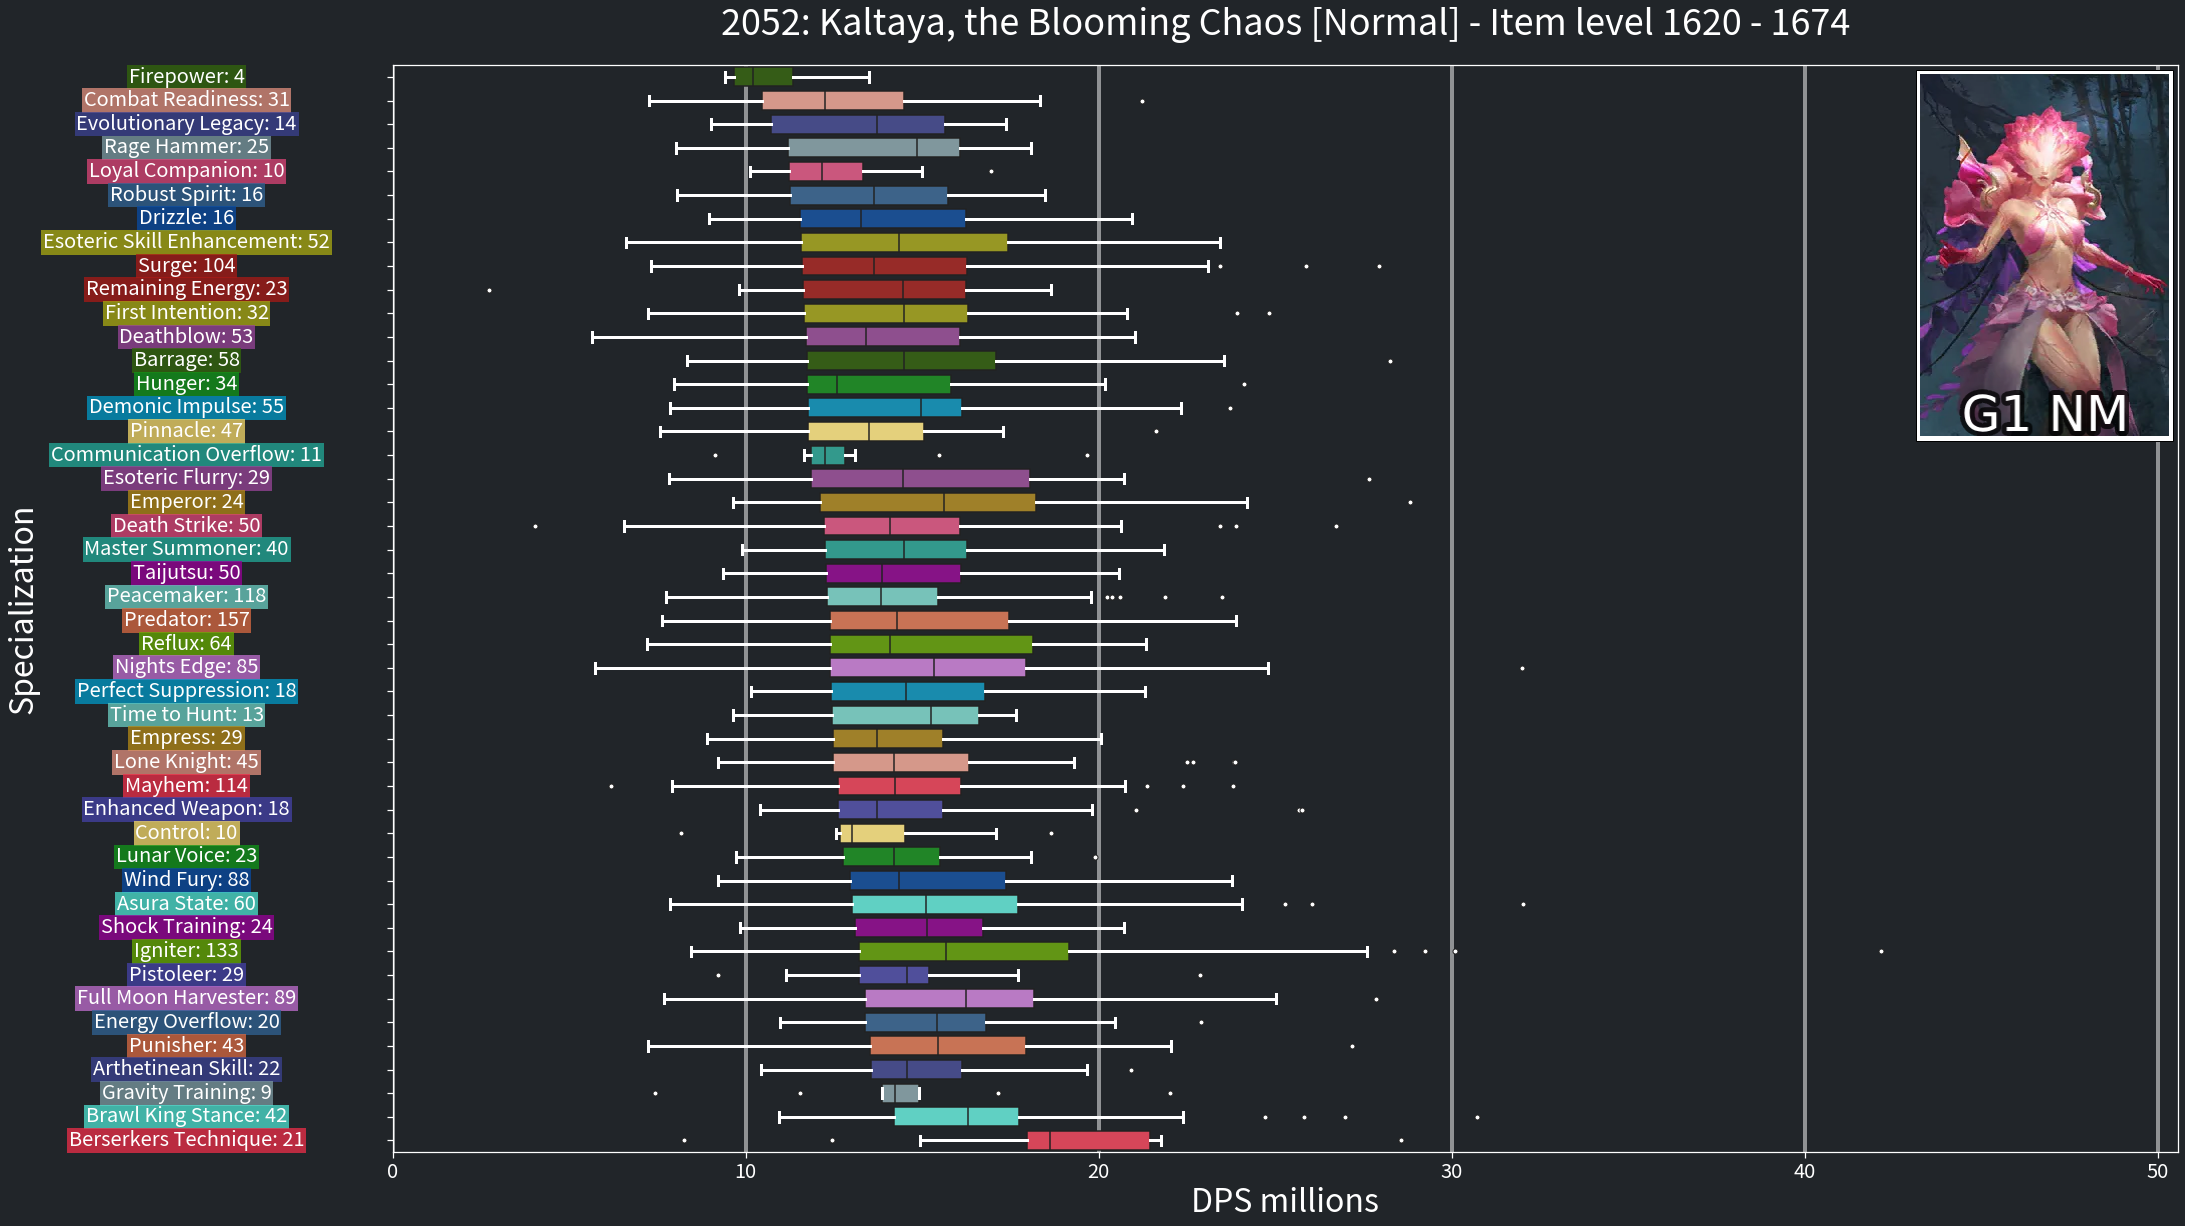 2052: Kaltaya, the Blooming Chaos [Normal] - Item level 1620 - 1674
Specialization
Firepower: 4
Combat Readiness: 31
Evolutionary Legacy: 14
Rage Hammer: 25
Loyal Companion: 10
Robust Spirit: 16
Drizzle: 16
Esoteric Skill Enhancement: 52
Surge: 104
Remaining Energy: 23
First Intention: 32
Deathblow: 53
Barrage: 58
Hunger: 34
Demonic Impulse: 55
Pinnacle: 47
Communication Overflow: 11
Esoteric Flurry: 29
Emperor: 24
Death Strike: 50
Master Summoner: 40
Taijutsu: 50
Peacemaker: 118
Predator: 157
Reflux: 64
Nights Edge: 85
Perfect Suppression: 18
Time to Hunt: 13
Empress: 29
Lone Knight: 45
Mayhem: 114
Enhanced Weapon: 18
Control: 10
Lunar Voice: 23
Wind Fury: 88
Asura State: 60
Shock Training: 24
Igniter: 133
Pistoleer: 29
Full Moon Harvester: 89
Energy Overflow: 20
Punisher: 43
Arthetinean Skill: 22
Gravity Training: 9
Brawl King Stance: 42
Berserkers Technique: 21
G1 NM
0 10 20 30 40 50
DPS millions